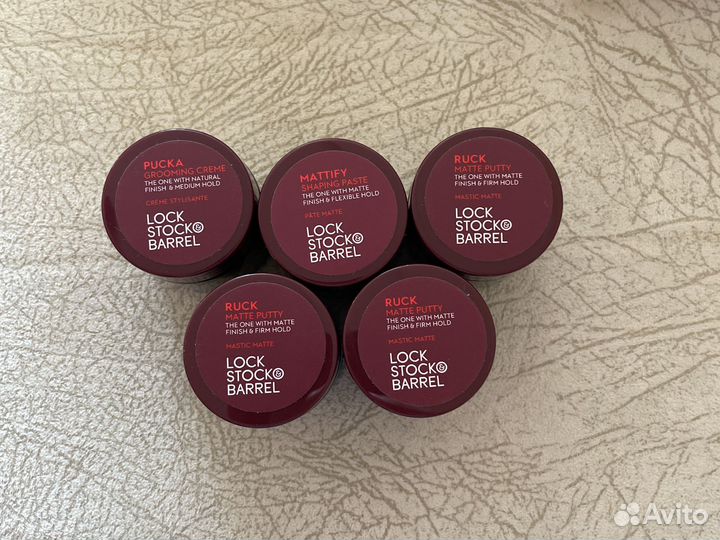 PUCKA
GROOMING CREME
THE ONE WITH NATURAL
FINISH & MEDIUM HOLD
CRÈME STYLISANTE
LOCK
STOCK&
BARREL
MATTIFY
SHAPING PASTE
THE ONE WITH MATTE
FINISH & FLEXIBLE HOLD
PÂTE MATTE
LOCK
STOCK&
BARREL
RUCK
MATTE PUTTY
THE ONE WITH MATTE
FINISH & FIRM HOLD
MASTIC MATTE
LOCK
STOCK&
BARREL
RUCK
MATTE PUTTY
THE ONE WITH MATTE
FINISH & FIRM HOLD
MASTIC MATTE
LOCK
STOCK&
BARREL
RUCK
MATTE PUTTY
THE ONE WITH MATTE
FINISH & FIRM HOLD
MASTIC MATTE
LOCK
STOCK&
BARREL
Avito